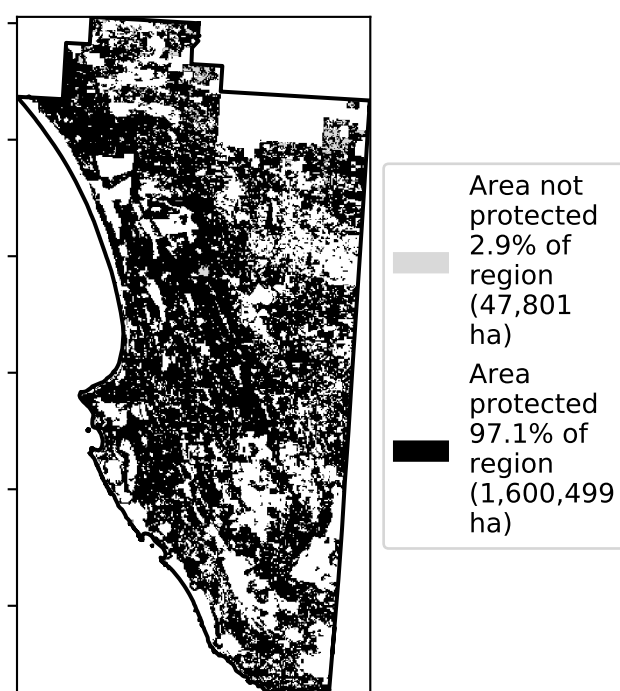 Area not
protected
2.9% of
region
(47,801
ha)
Area
protected
97.1% of
region
(1,600,499
ha)